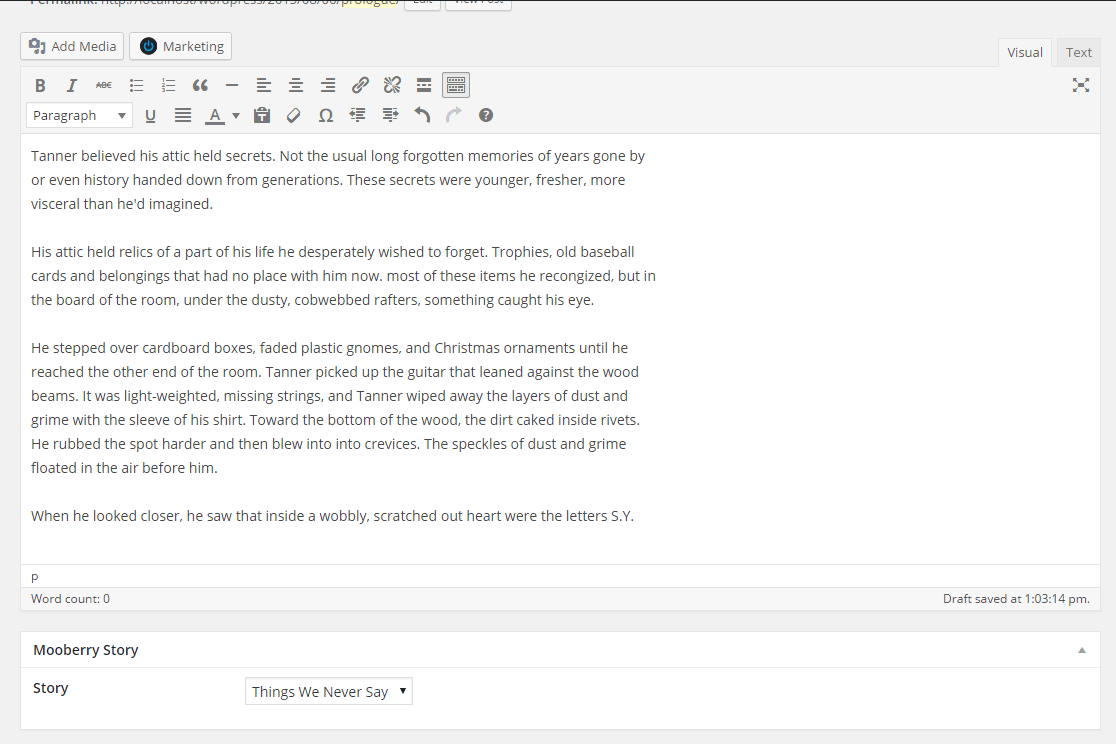 Permalink: http://localhost/wordpress/2015/08/06/prologue/ Edit View Post
Add Media Marketing
Visual Text
B I ABC
Paragraph U A T Ω ?
Tanner believed his attic held secrets. Not the usual long forgotten memories of years gone by
or even history handed down from generations. These secrets were younger, fresher, more
visceral than he'd imagined.
His attic held relics of a part of his life he desperately wished to forget. Trophies, old baseball
cards and belongings that had no place with him now. most of these items he recongized, but in
the board of the room, under the dusty, cobwebbed rafters, something caught his eye.
He stepped over cardboard boxes, faded plastic gnomes, and Christmas ornaments until he
reached the other end of the room. Tanner picked up the guitar that leaned against the wood
beams. It was light-weighted, missing strings, and Tanner wiped away the layers of dust and
grime with the sleeve of his shirt. Toward the bottom of the wood, the dirt caked inside rivets.
He rubbed the spot harder and then blew into into crevices. The speckles of dust and grime
floated in the air before him.
When he looked closer, he saw that inside a wobbly, scratched out heart were the letters S.Y.
p
Word count: 0 Draft saved at 1:03:14 pm.
Mooberry Story
Story Things We Never Say